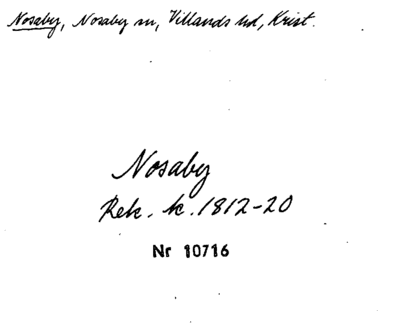 Nosaby, Nosaby sn, Villands hd, Krist.
Nosaby
Rek. k. 1812-20
Nr 10716